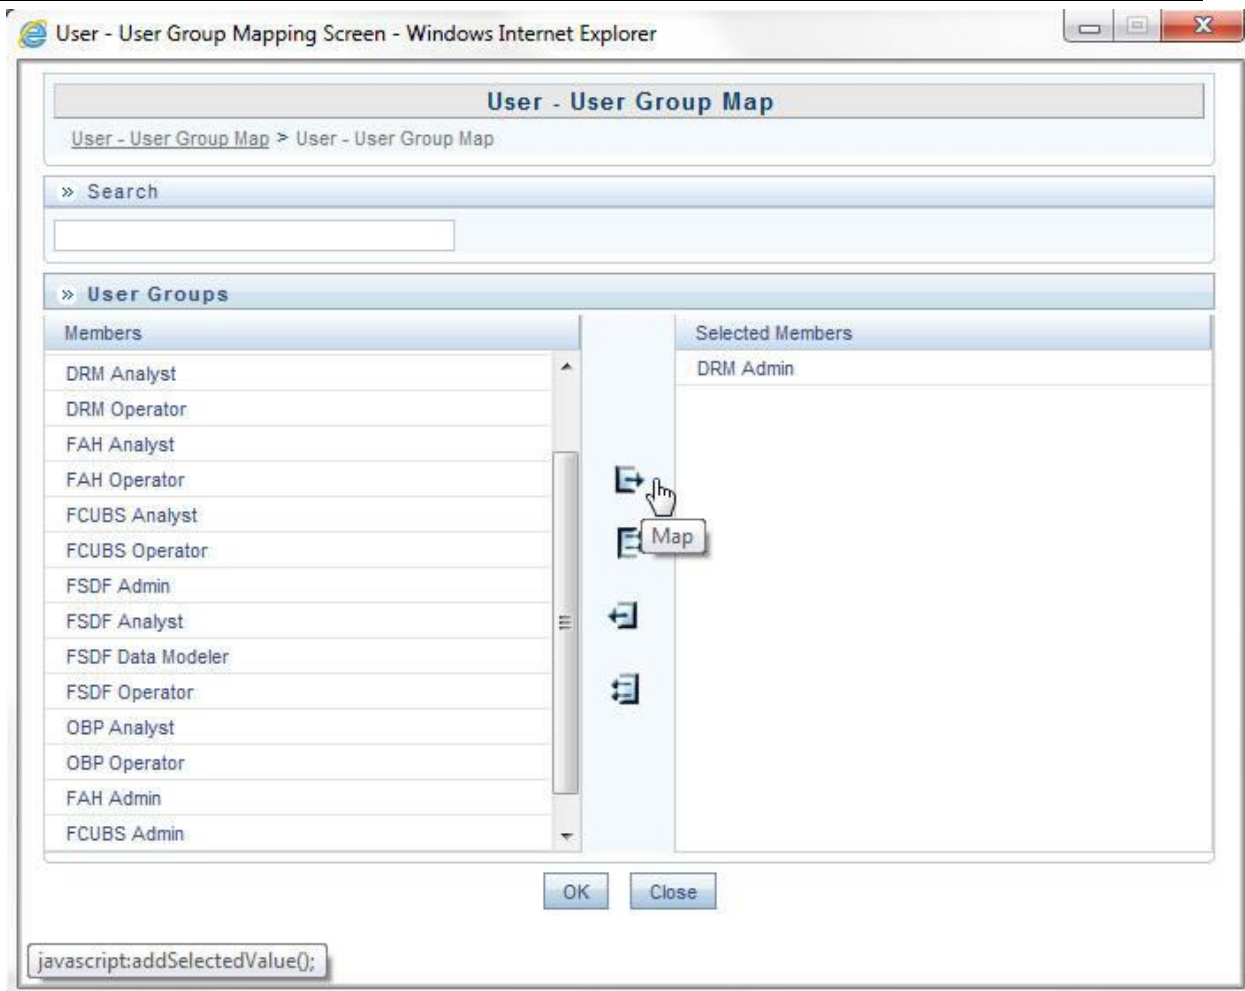 User - User Group Mapping Screen - Windows Internet Explorer
User - User Group Map
User - User Group Map > User - User Group Map
» Search
» User Groups
Members
Selected Members
DRM Analyst
DRM Admin
DRM Operator
FAH Analyst
FAH Operator
FCUBS Analyst
FCUBS Operator
Map
FSDF Admin
FSDF Analyst
FSDF Data Modeler
FSDF Operator
OBP Analyst
OBP Operator
FAH Admin
FCUBS Admin
OK
Close
javascript:addSelectedValue();